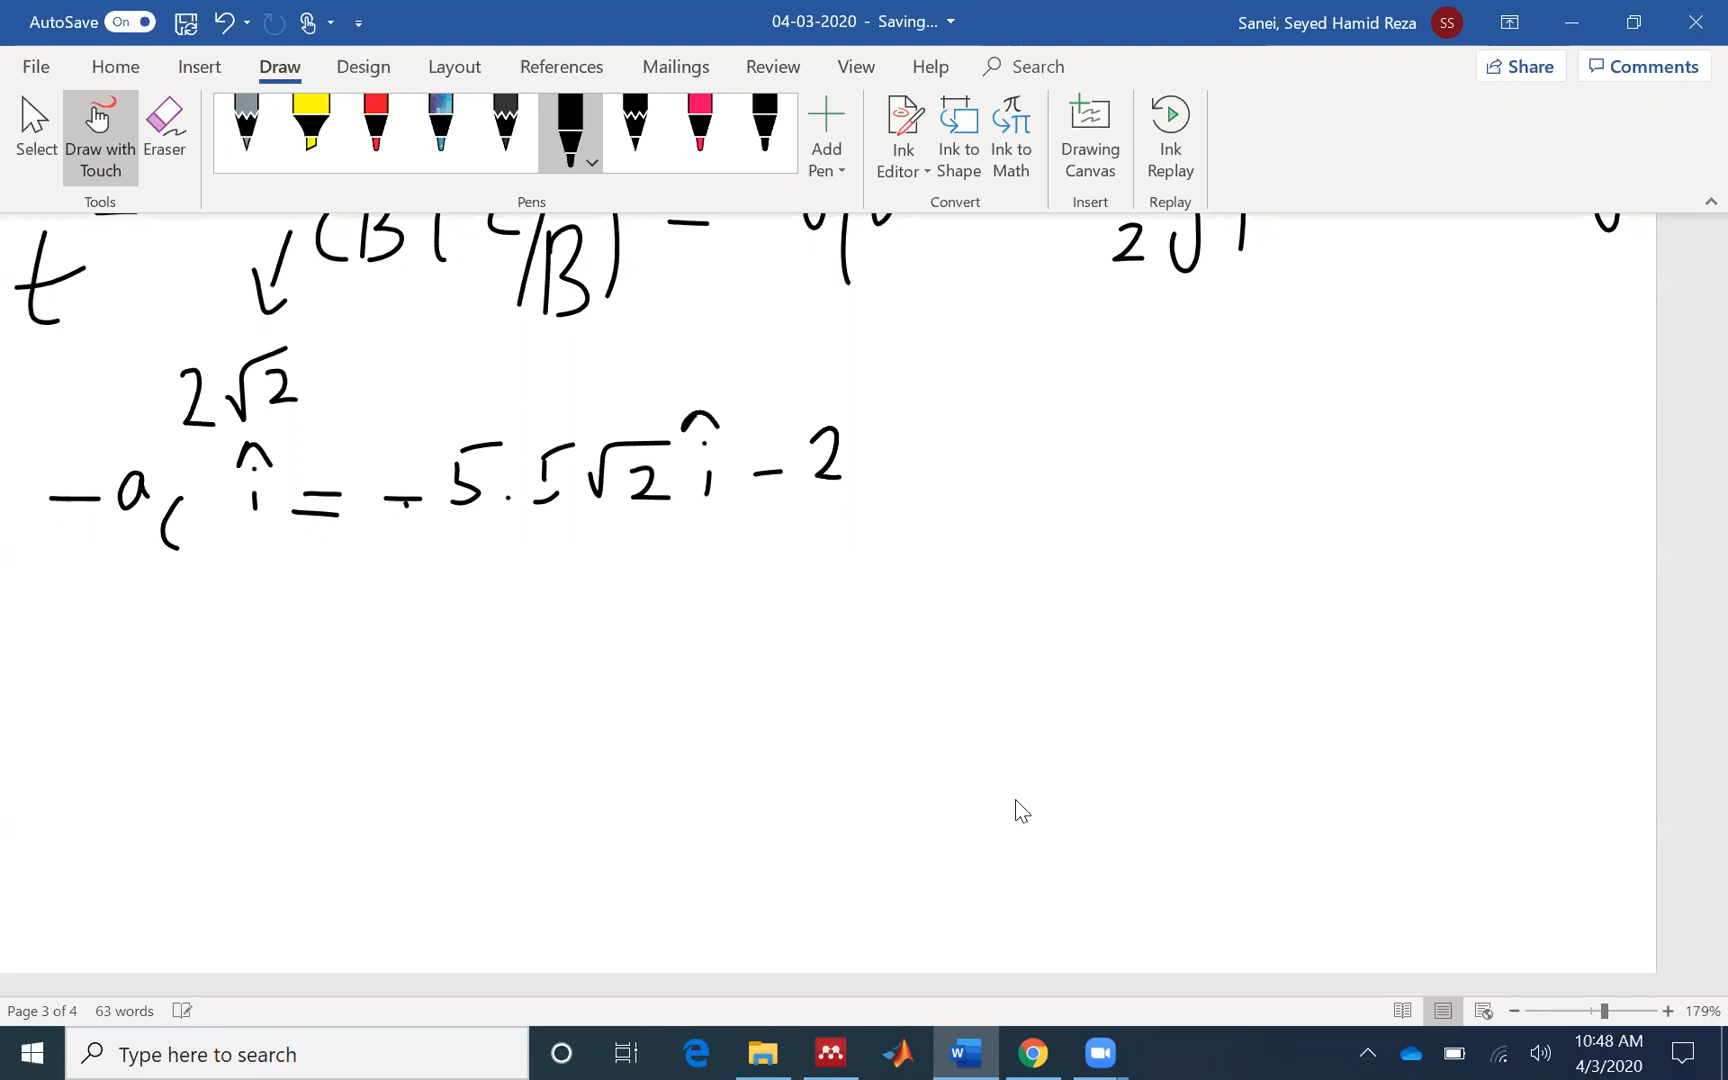 AutoSave On 04-03-2020 - Saving... Sanei, Seyed Hamid Reza SS
File Home Insert Draw Design Layout References Mailings Review View Help Search Share Comments
Select Draw with Touch Eraser Add Pen Ink Editor Ink to Shape Ink to Math Drawing Canvas Ink Replay
Tools Pens Convert Insert Replay
t
2√2
- a_C î = - 5.5√2 î - 2
Page 3 of 4 63 words 179%
Type here to search
10:48 AM
4/3/2020